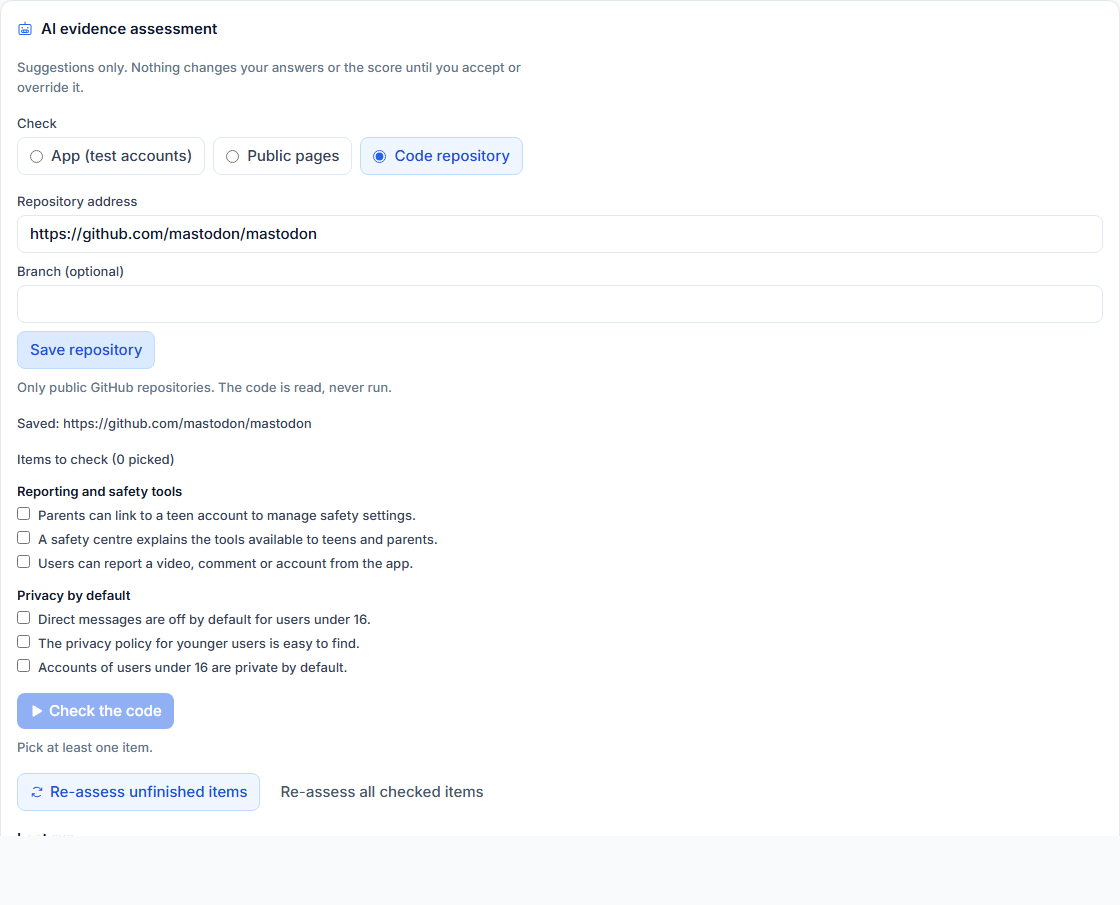 AI evidence assessment
Suggestions only. Nothing changes your answers or the score until you accept or
override it.
Check
App (test accounts)
Public pages
Code repository
Repository address
https://github.com/mastodon/mastodon
Branch (optional)
Save repository
Only public GitHub repositories. The code is read, never run.
Saved: https://github.com/mastodon/mastodon
Items to check (0 picked)
Reporting and safety tools
Parents can link to a teen account to manage safety settings.
A safety centre explains the tools available to teens and parents.
Users can report a video, comment or account from the app.
Privacy by default
Direct messages are off by default for users under 16.
The privacy policy for younger users is easy to find.
Accounts of users under 16 are private by default.
Check the code
Pick at least one item.
Re-assess unfinished items
Re-assess all checked items